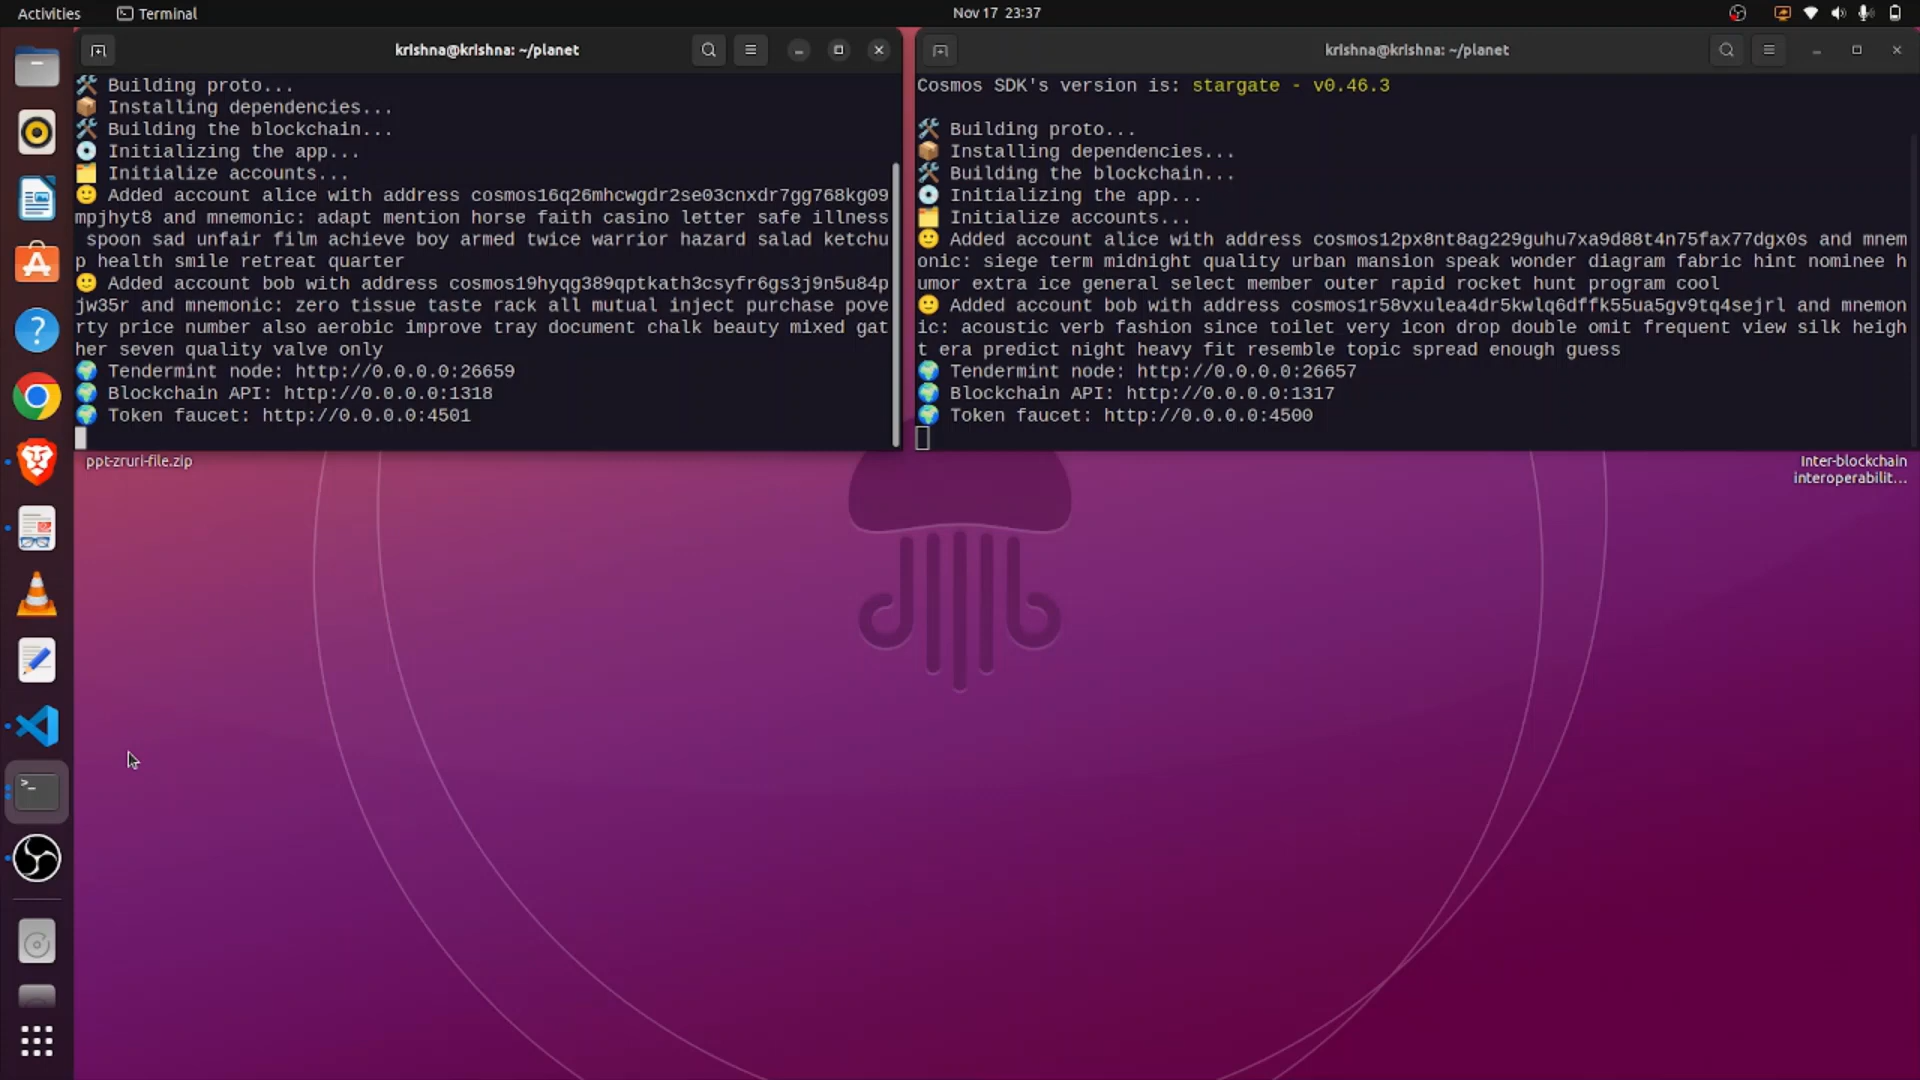 Activities
Terminal
Nov 17 23:37
krishna@krishna: ~/planet
Building proto...
Installing dependencies...
Building the blockchain...
Initializing the app...
Initialize accounts...
Added account alice with address cosmos16q26mhcwgdr2se03cnxdr7gg768kg09
mpjhyt8 and mnemonic: adapt mention horse faith casino letter safe illness
spoon sad unfair film achieve boy armed twice warrior hazard salad ketchu
p health smile retreat quarter
Added account bob with address cosmos19hyqg389qptkath3csyfr6gs3j9n5u84p
jw35r and mnemonic: zero tissue taste rack all mutual inject purchase pove
rty price number also aerobic improve tray document chalk beauty mixed gat
her seven quality valve only
Tendermint node: http://0.0.0.0:26659
Blockchain API: http://0.0.0.0:1318
Token faucet: http://0.0.0.0:4501
krishna@krishna: ~/planet
Cosmos SDK's version is: stargate - v0.46.3
Building proto...
Installing dependencies...
Building the blockchain...
Initializing the app...
Initialize accounts...
Added account alice with address cosmos12px8nt8ag229guhu7xa9d88t4n75fax77dgx0s and mnem
onic: siege term midnight quality urban mansion speak wonder diagram fabric hint nominee h
umor extra ice general select member outer rapid rocket hunt program cool
Added account bob with address cosmos1r58vxulea4dr5kwlq6dffk55ua5gv9tq4sejrl and mnemon
ic: acoustic verb fashion since toilet very icon drop double omit frequent view silk heigh
t era predict night heavy fit resemble topic spread enough guess
Tendermint node: http://0.0.0.0:26657
Blockchain API: http://0.0.0.0:1317
Token faucet: http://0.0.0.0:4500
ppt-zruri-file.zip
Inter-blockchain
interoperabilit...